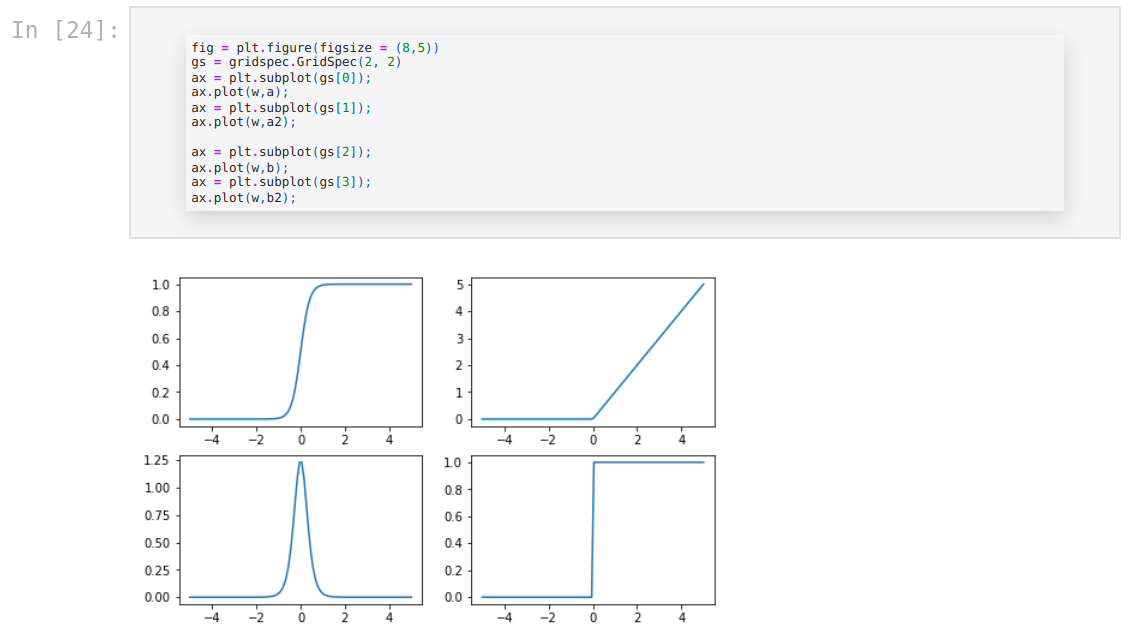 In [24]:
fig = plt.figure(figsize = (8,5))
gs = gridspec.GridSpec(2, 2)
ax = plt.subplot(gs[0]);
ax.plot(w,a);
ax = plt.subplot(gs[1]);
ax.plot(w,a2);
ax = plt.subplot(gs[2]);
ax.plot(w,b);
ax = plt.subplot(gs[3]);
ax.plot(w,b2);
1.0
0.8
0.6
0.4
0.2
0.0
−4 −2 0 2 4
5
4
3
2
1
0
−4 −2 0 2 4
1.25
1.00
0.75
0.50
0.25
0.00
−4 −2 0 2 4
1.0
0.8
0.6
0.4
0.2
0.0
−4 −2 0 2 4